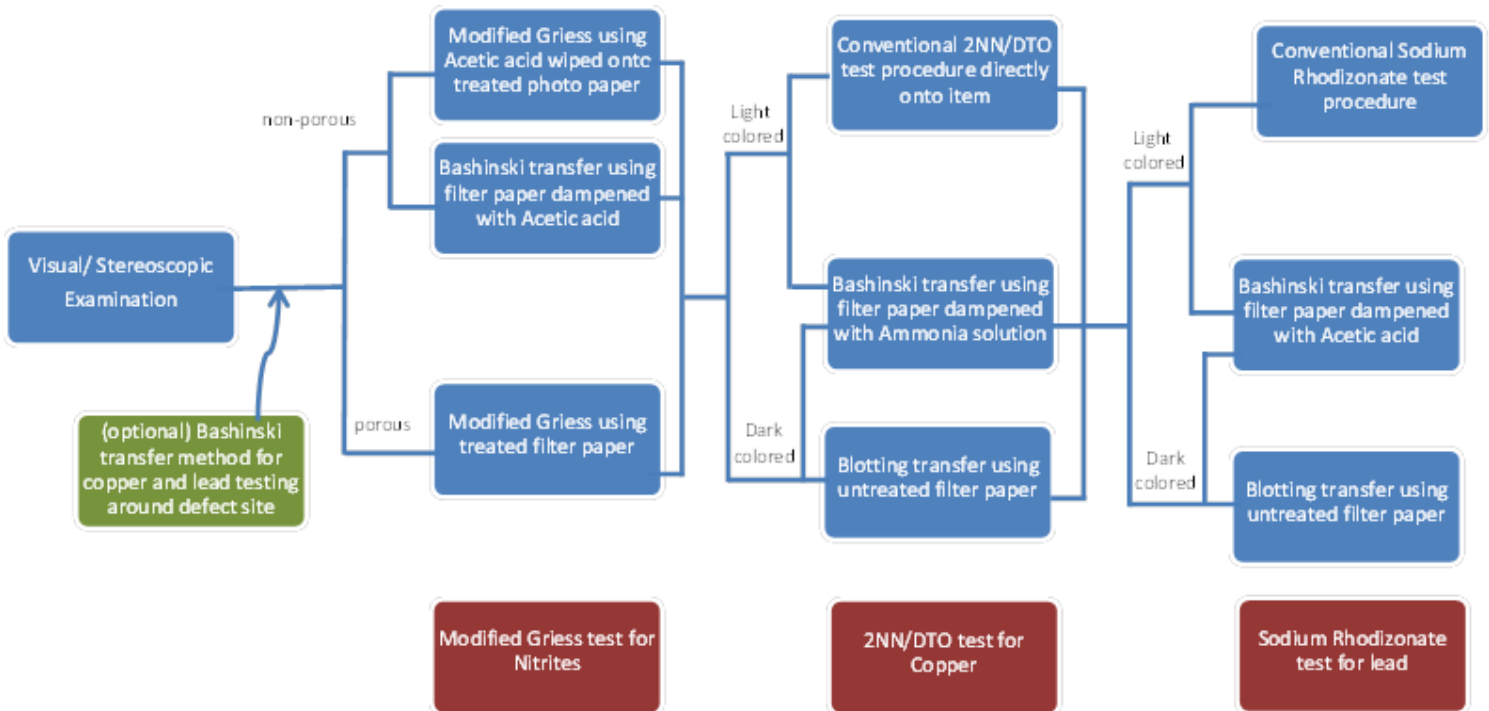 Modified Griess using
Acetic acid wiped onto
treated photo paper
non-porous
Bashinski transfer using
filter paper dampened
with Acetic acid
Visual/ Stereoscopic
Examination
(optional) Bashinski
transfer method for
copper and lead testing
around defect site
porous
Modified Griess using
treated filter paper
Conventional 2NN/DTO
test procedure directly
onto item
Light
colored
Bashinski transfer using
filter paper dampened
with Ammonia solution
Dark
colored
Blotting transfer using
untreated filter paper
Conventional Sodium
Rhodizonate test
procedure
Light
colored
Bashinski transfer using
filter paper dampened
with Acetic acid
Dark
colored
Blotting transfer using
untreated filter paper
Modified Griess test for
Nitrites
2NN/DTO test for
Copper
Sodium Rhodizonate
test for lead